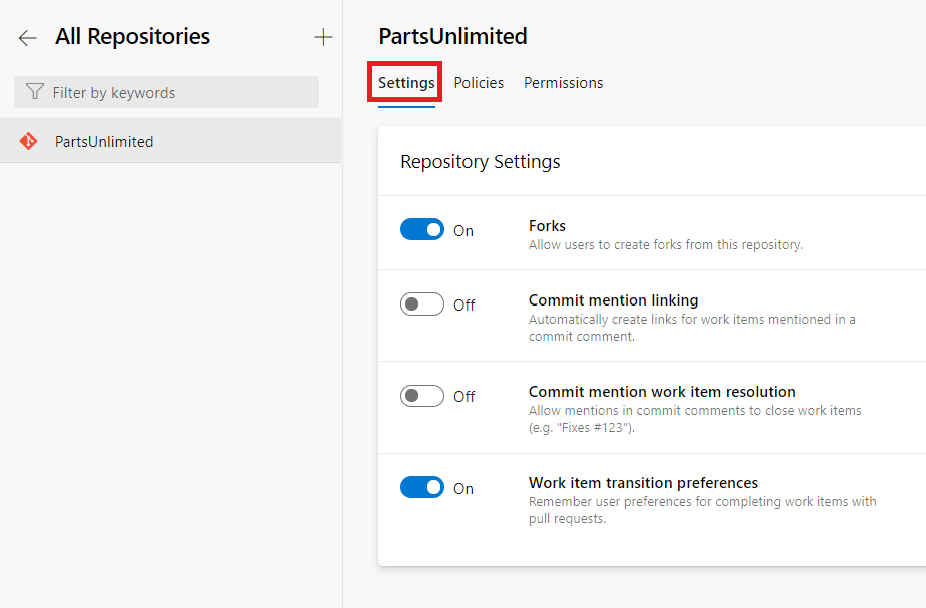 All Repositories
Filter by keywords
PartsUnlimited
PartsUnlimited
Settings Policies Permissions
Repository Settings
On
Forks
Allow users to create forks from this repository.
Off
Commit mention linking
Automatically create links for work items mentioned in a
commit comment.
Off
Commit mention work item resolution
Allow mentions in commit comments to close work items
(e.g. "Fixes #123").
On
Work item transition preferences
Remember user preferences for completing work items with
pull requests.